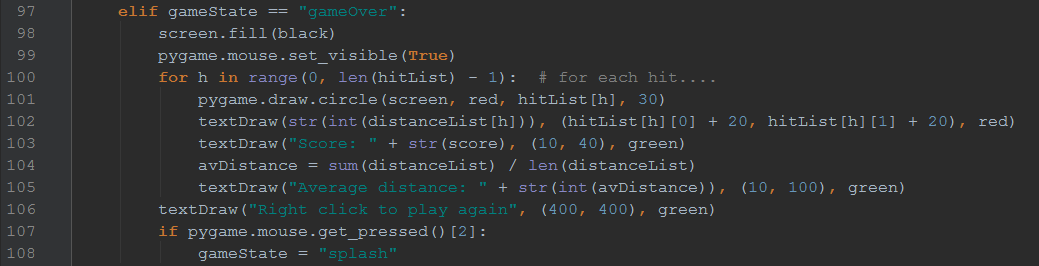 97 elif gameState == "gameOver":
98 screen.fill(black)
99 pygame.mouse.set_visible(True)
100 for h in range(0, len(hitList) - 1):  # for each hit....
101 pygame.draw.circle(screen, red, hitList[h], 30)
102 textDraw(str(int(distanceList[h])), (hitList[h][0] + 20, hitList[h][1] + 20), red)
103 textDraw("Score: " + str(score), (10, 40), green)
104 avDistance = sum(distanceList) / len(distanceList)
105 textDraw("Average distance: " + str(int(avDistance)), (10, 100), green)
106 textDraw("Right click to play again", (400, 400), green)
107 if pygame.mouse.get_pressed()[2]:
108 gameState = "splash"